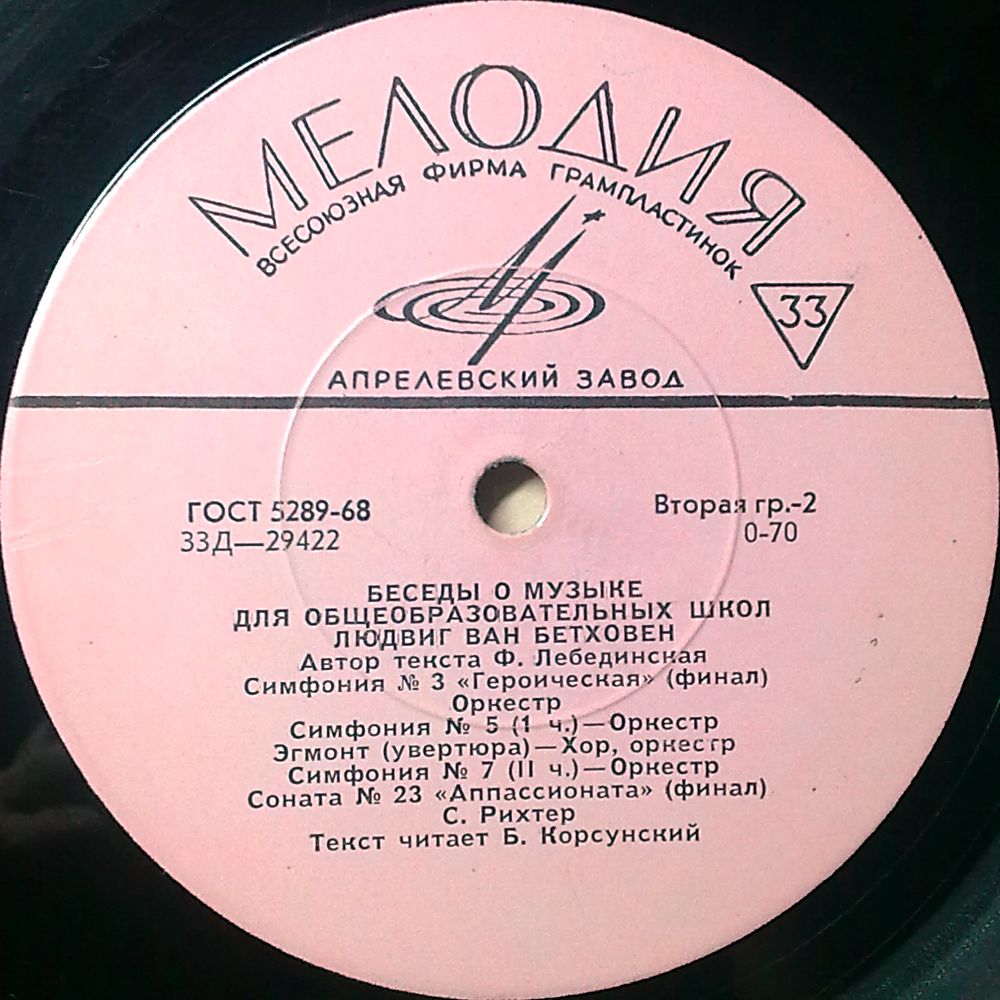 МЕЛОДИЯ
ВСЕСОЮЗНАЯ ФИРМА ГРАМПЛАСТИНОК
33
АПРЕЛЕВСКИЙ ЗАВОД
ГОСТ 5289-68
Вторая гр.-2
33Д—29422
0-70
БЕСЕДЫ О МУЗЫКЕ
ДЛЯ ОБЩЕОБРАЗОВАТЕЛЬНЫХ ШКОЛ
ЛЮДВИГ ВАН БЕТХОВЕН
Автор текста Ф. Лебединская
Симфония № 3 «Героическая» (финал)
Оркестр
Симфония № 5 (1 ч.)—Оркестр
Эгмонт (увертюра)—Хор, оркестр
Симфония № 7 (II ч.)—Оркестр
Соната № 23 «Аппассионата» (финал)
С. Рихтер
Текст читает Б. Корсунский